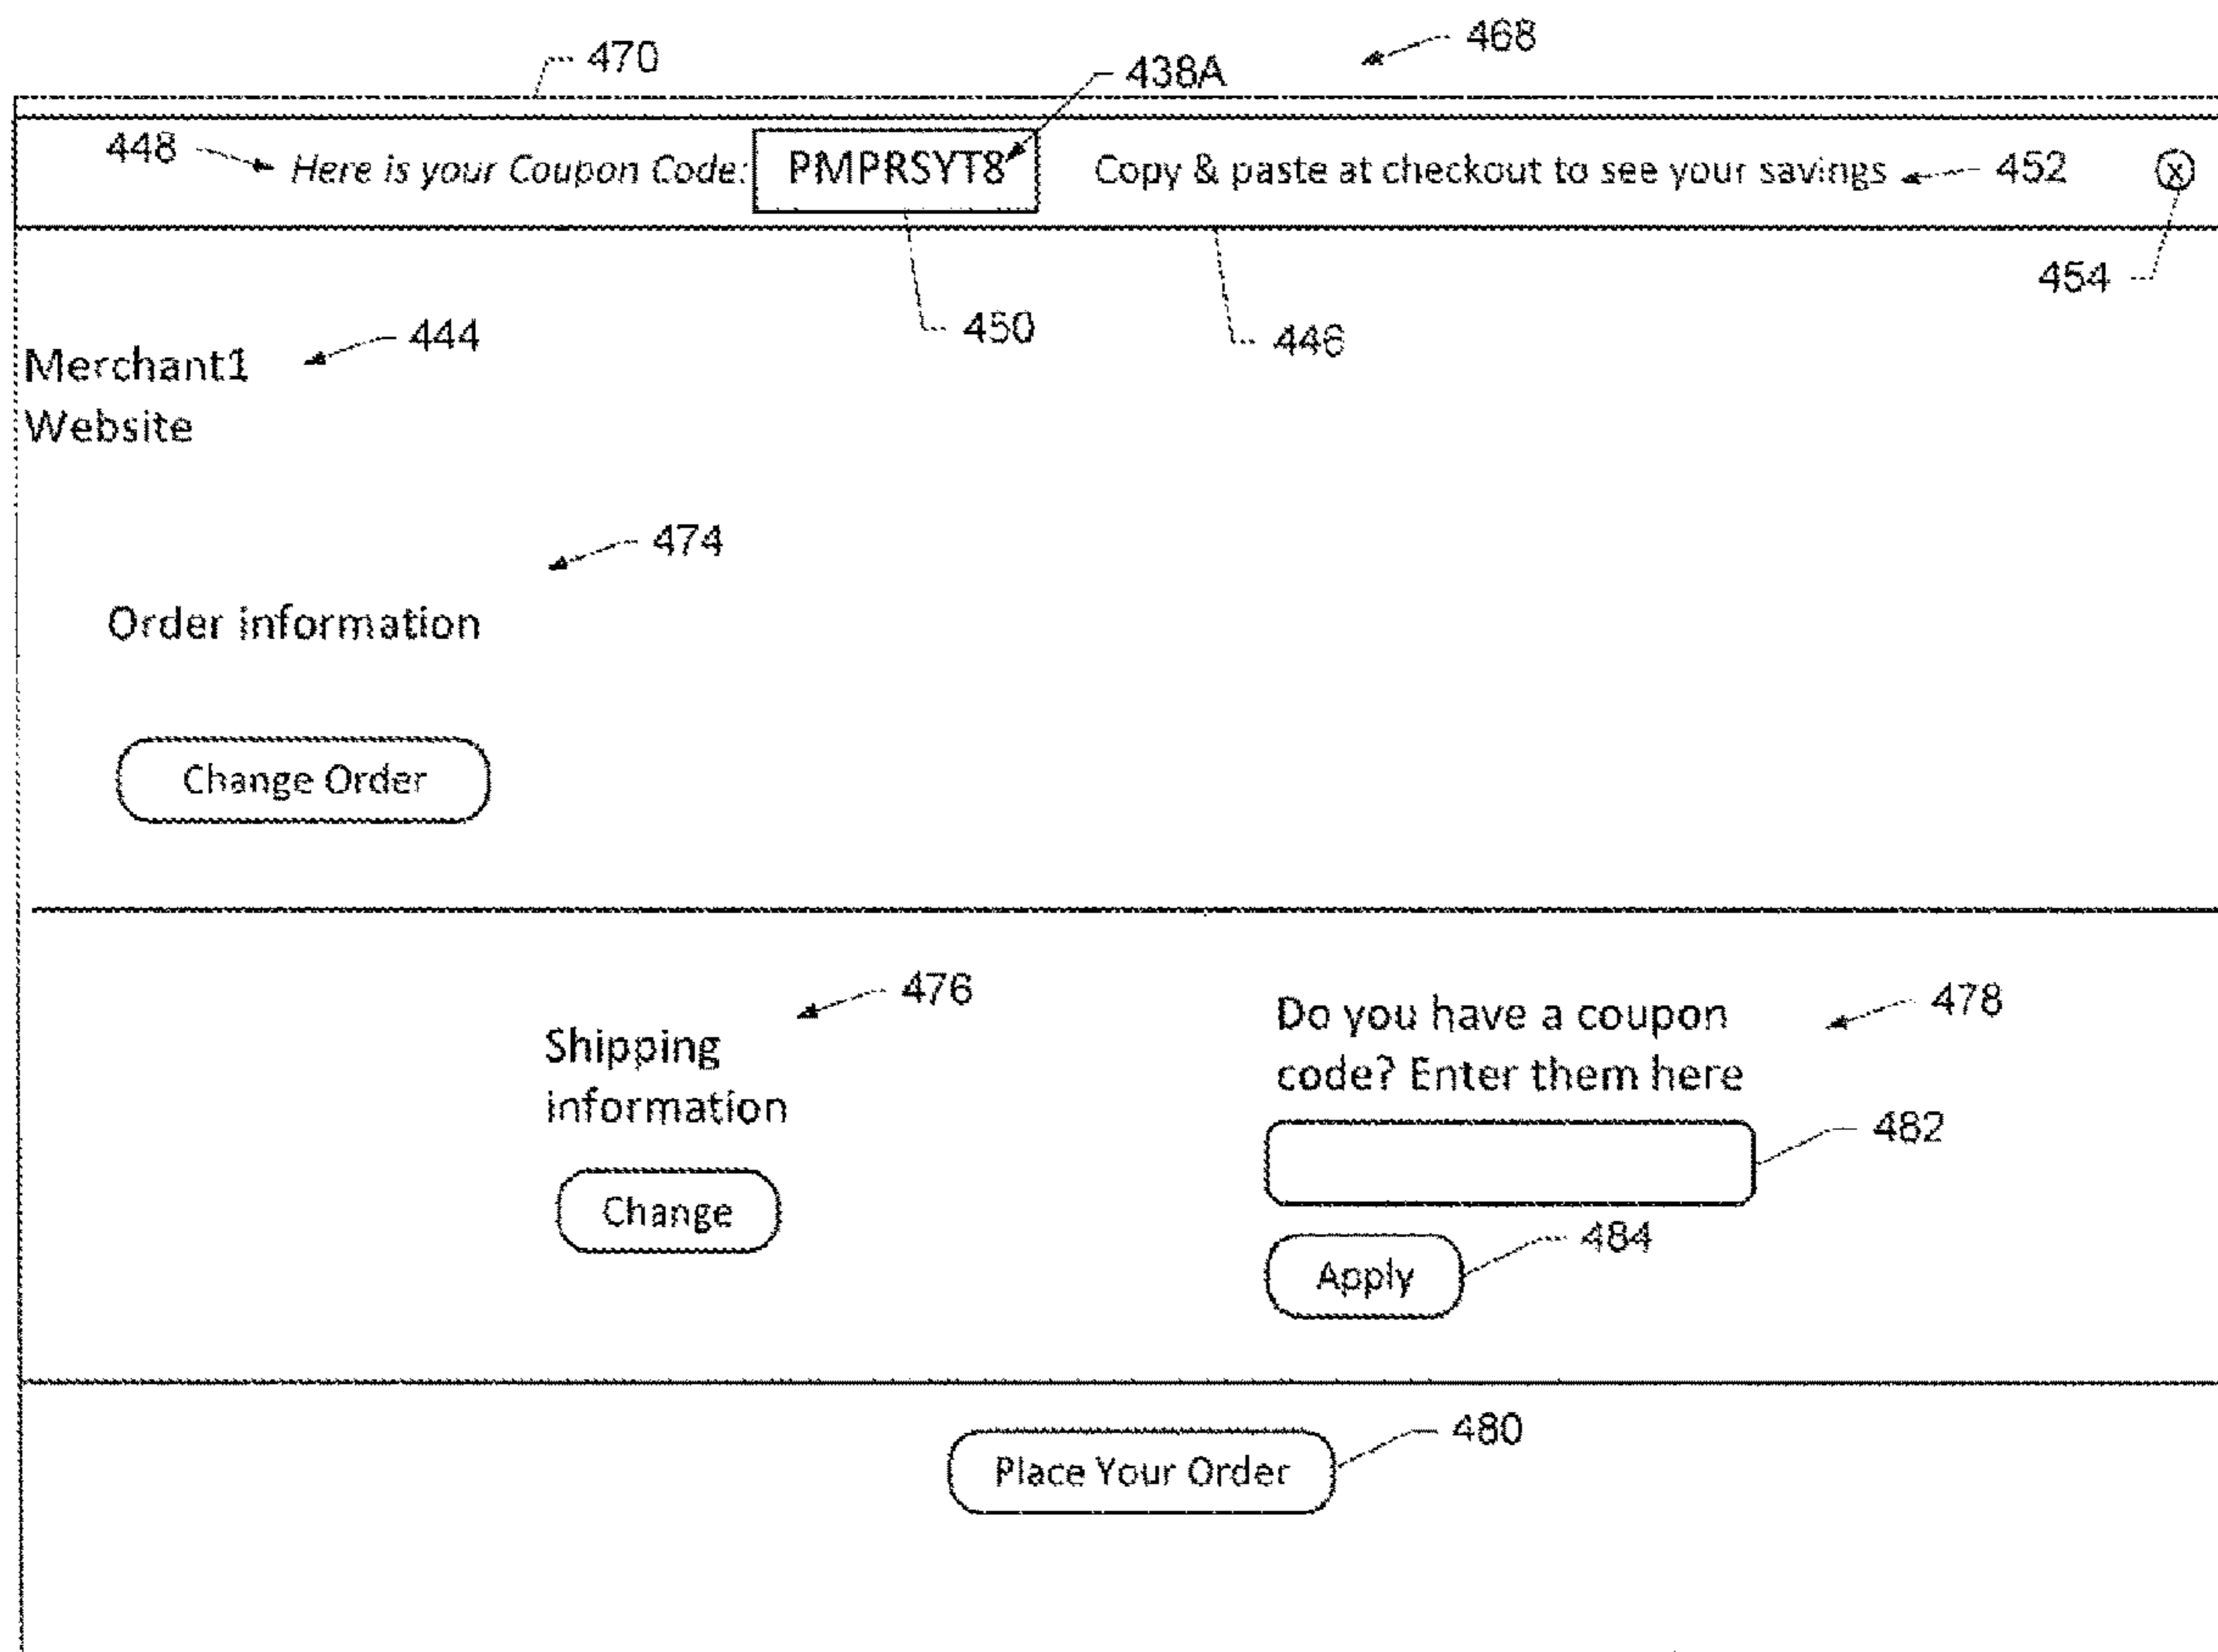 470
468
438A
448
Here is your Coupon Code: PMPRSYT8 Copy & paste at checkout to see your savings
452
x
454
450
446
444
Merchant1
Website
474
Order information
Change Order
476
478
Shipping
information
Do you have a coupon
code? Enter them here
482
Change
484
Apply
480
Place Your Order